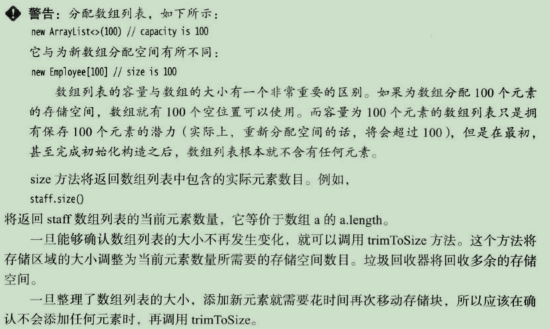 警告：分配数组列表，如下所示：
new ArrayList<>(100) // capacity is 100
它与为新数组分配空间有所不同：
new Employee[100] // size is 100
数组列表的容量与数组的大小有一个非常重要的区别。如果为数组分配 100 个元素
的存储空间，数组就有 100 个空位置可以使用。而容量为 100 个元素的数组列表只是拥
有保存 100 个元素的潜力（实际上，重新分配空间的话，将会超过 100），但是在最初，
甚至完成初始化构造之后，数组列表根本就不含有任何元素。
size 方法将返回数组列表中包含的实际元素数目。例如，
staff.size()
将返回 staff 数组列表的当前元素数量，它等价于数组 a 的 a.length。
一旦能够确认数组列表的大小不再发生变化，就可以调用 trimToSize 方法。这个方法将
存储区域的大小调整为当前元素数量所需要的存储空间数目。垃圾回收器将回收多余的存储
空间。
一旦整理了数组列表的大小，添加新元素就需要花时间再次移动存储块，所以应该在确
认不会添加任何元素时，再调用 trimToSize。